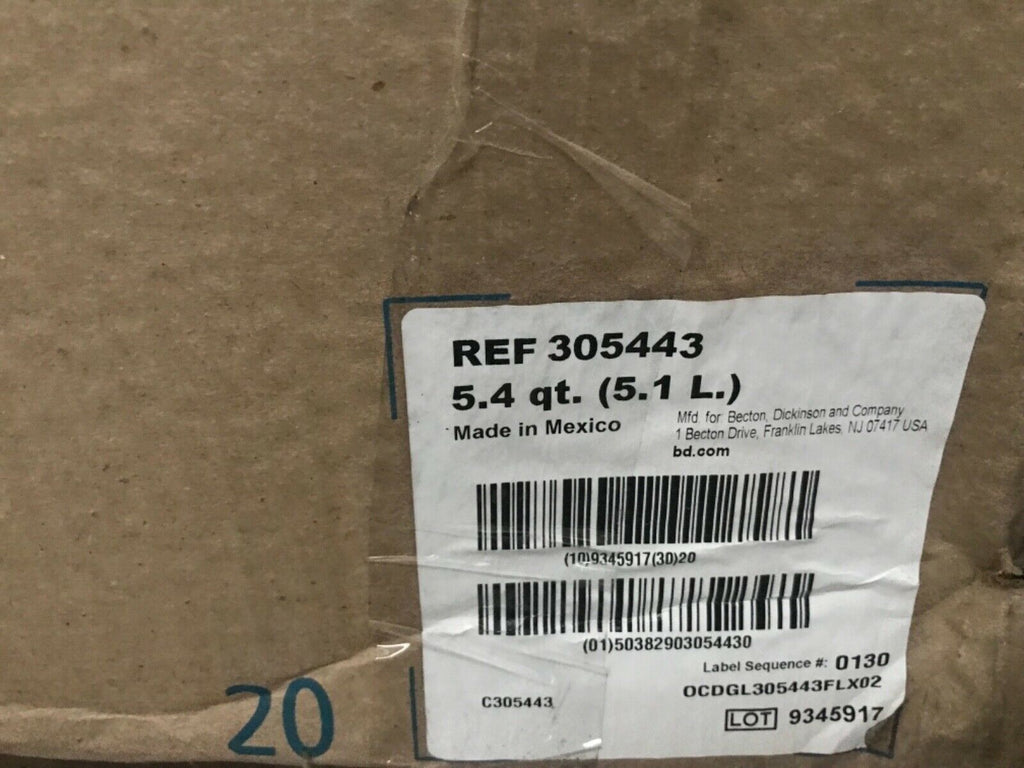 REF 305443
5.4 qt. (5.1 L.)
Made in Mexico
Mfd. for: Becton, Dickinson and Company
1 Becton Drive, Franklin Lakes, NJ 07417 USA
bd.com
(10)9345917(30)20
(01)50382903054430
Label Sequence #: 0130
OCDGL305443FLX02
C305443
LOT 9345917
20